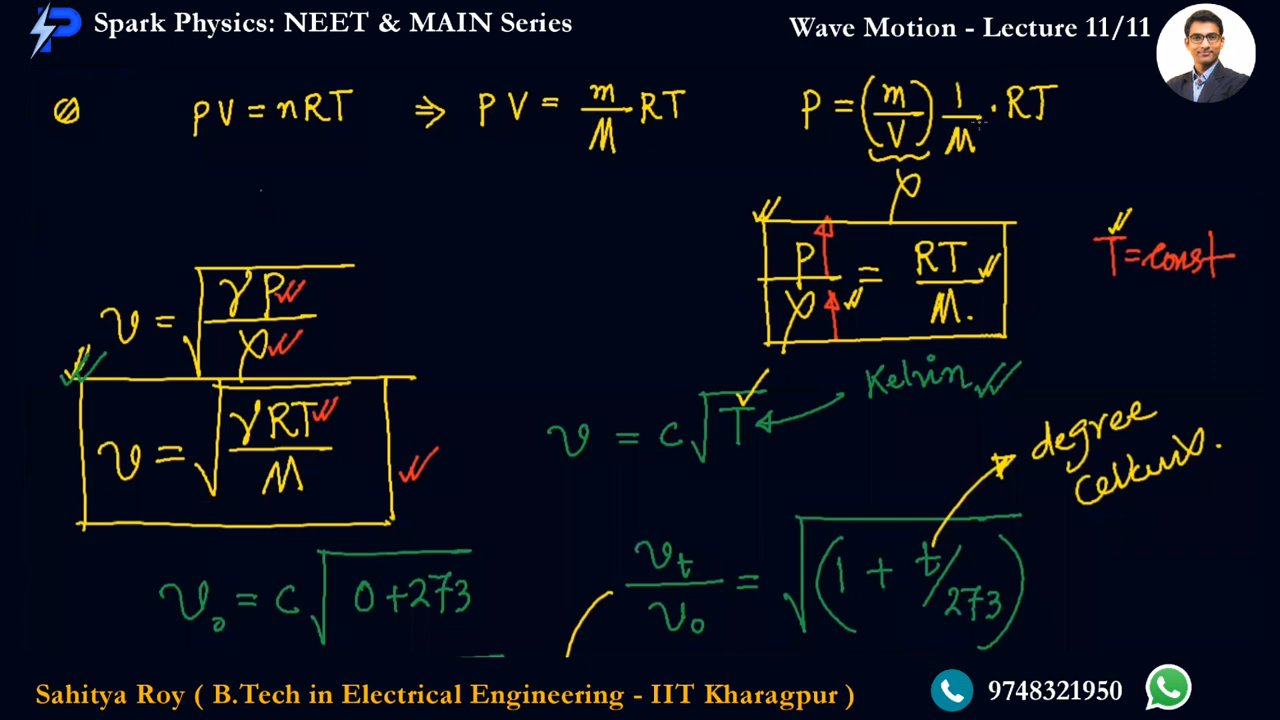 Spark Physics: NEET & MAIN Series
Wave Motion - Lecture 11/11
PV = nRT ⇒ PV = m/M RT P = (m/V) 1/M · RT
ρ
P/ρ = RT/M.
T = const
v = √(γP/ρ)
v = √(γRT/M)
v = c√T
Kelvin
degree
celcius.
v₀ = c√(0+273)
vₜ/v₀ = √(1 + t/273)
Sahitya Roy ( B.Tech in Electrical Engineering - IIT Kharagpur )
9748321950